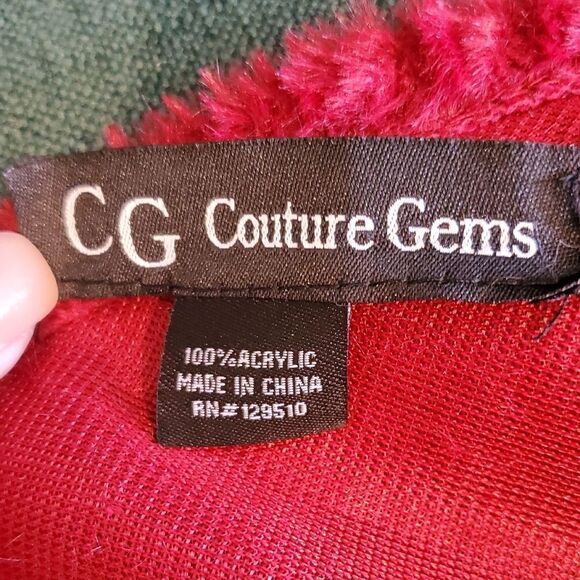 CG Couture Gems
100% ACRYLIC
MADE IN CHINA
RN# 129510